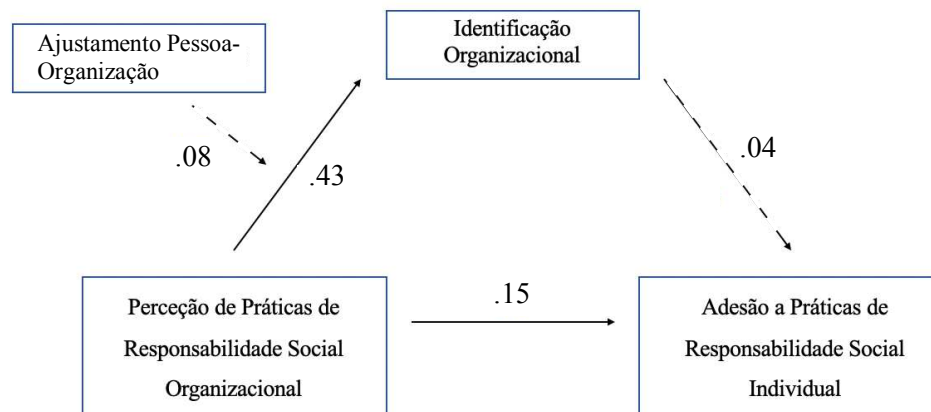 Ajustamento Pessoa-
Organização
Identificação
Organizacional
.08
.43
.04
.15
Perceção de Práticas de
Responsabilidade Social
Organizacional
Adesão a Práticas de
Responsabilidade Social
Individual